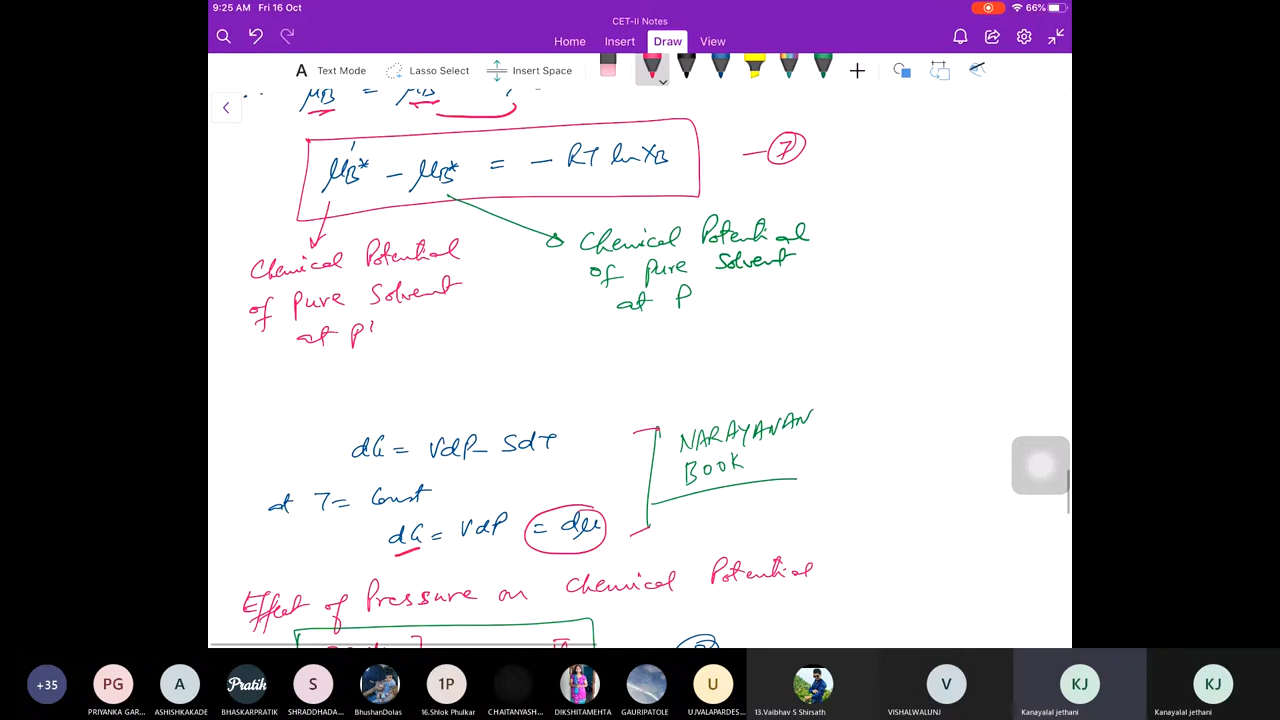 9:25 AM Fri 16 Oct
66%
CET-II Notes
Home Insert Draw View
A Text Mode Lasso Select Insert Space
μB = μB
μB*' - μB* = - RT ln XB - 7
Chemical Potential
of pure Solvent
at P'
Chemical Potential
of pure Solvent
at P
dG = VdP - SdT
at T = Const
dG = VdP = dμ
NARAYANAN
BOOK
Effect of Pressure on Chemical Potential
+35
PG
A
Pratik
S
1P
U
V
KJ
KJ
PRIYANKA GAR...
ASHISHKAKADE
BHASKARPRATIK
SHRADDHADA...
BhushanDolas
16.Shlok Phulkar
CHAITANYASH...
DIKSHITAMEHTA
GAURIPATOLE
UJVALAPARDES...
13.Vaibhav S Shirsath
VISHALWALUNJ
Kanayalal jethani
Kanayalal jethani